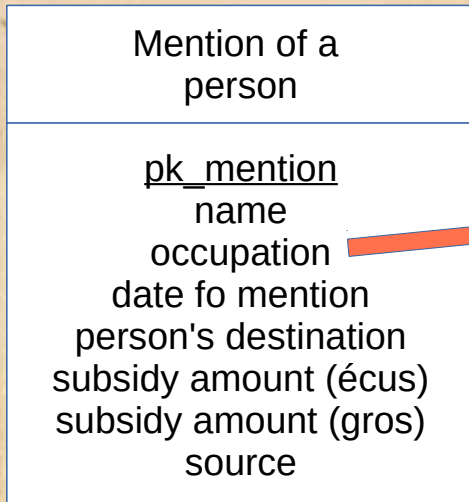 Mention of a
person
pk_mention
name
occupation
date fo mention
person's destination
subsidy amount (écus)
subsidy amount (gros)
source